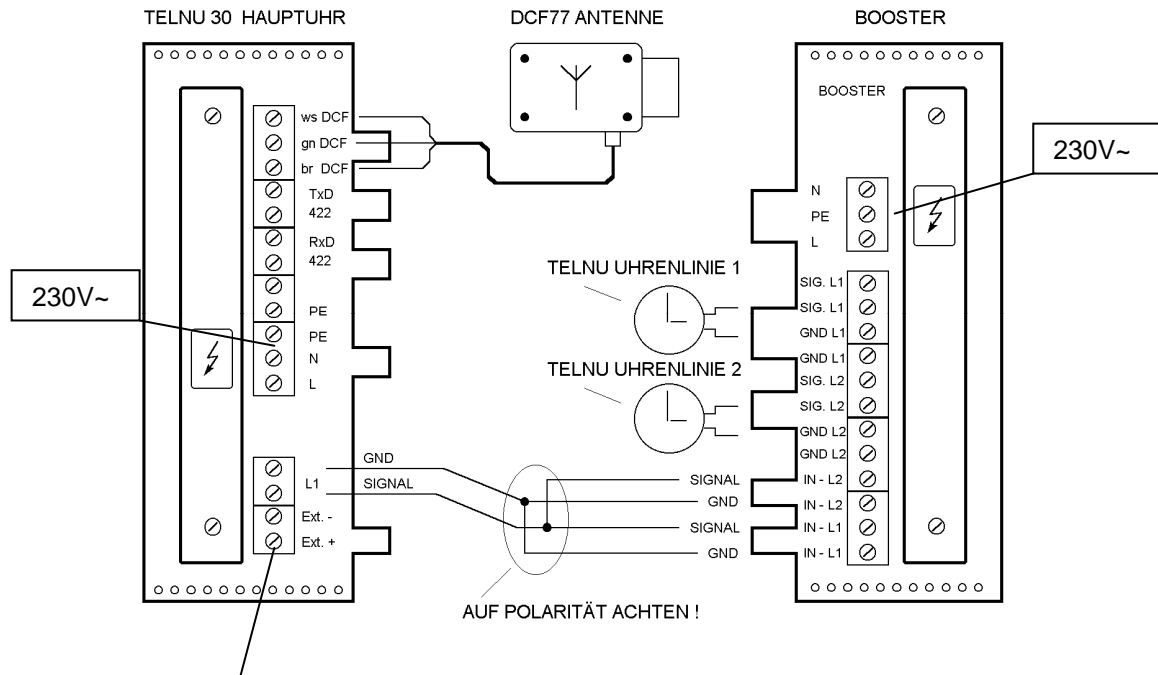 TELNU 30 HAUPTUHR
DCF77 ANTENNE
BOOSTER
ws DCF
gn DCF
br DCF
TxD
422
RxD
422
PE
PE
N
L
230V~
GND
L1
SIGNAL
Ext. -
Ext. +
TELNU UHRENLINIE 1
TELNU UHRENLINIE 2
SIGNAL
GND
SIGNAL
GND
AUF POLARITÄT ACHTEN !
BOOSTER
230V~
N
PE
L
SIG. L1
SIG. L1
GND L1
GND L1
SIG. L2
SIG. L2
GND L2
GND L2
IN - L2
IN - L2
IN - L1
IN - L1